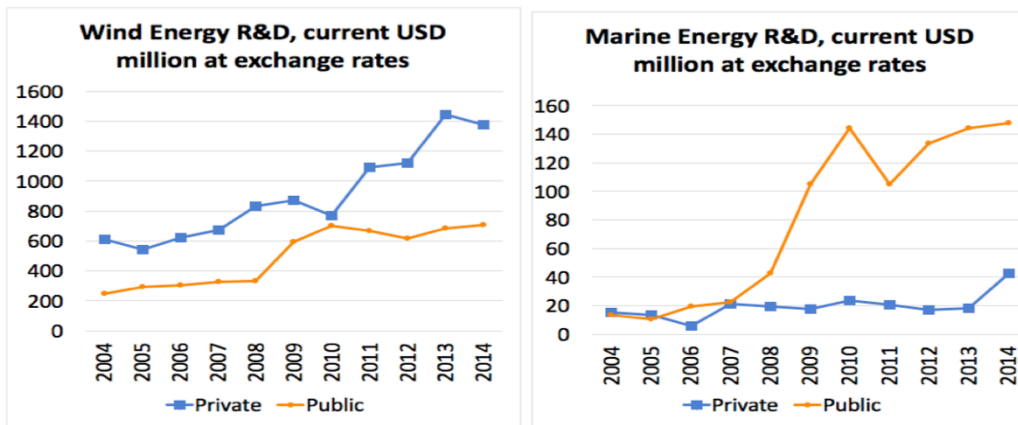 Wind Energy R&D, current USD
million at exchange rates
1600
1400
1200
1000
800
600
400
200
0
2004 2005 2006 2007 2008 2009 2010 2011 2012 2013 2014
Private Public
Marine Energy R&D, current USD
million at exchange rates
160
140
120
100
80
60
40
20
0
2004 2005 2006 2007 2008 2009 2010 2011 2012 2013 2014
Private Public